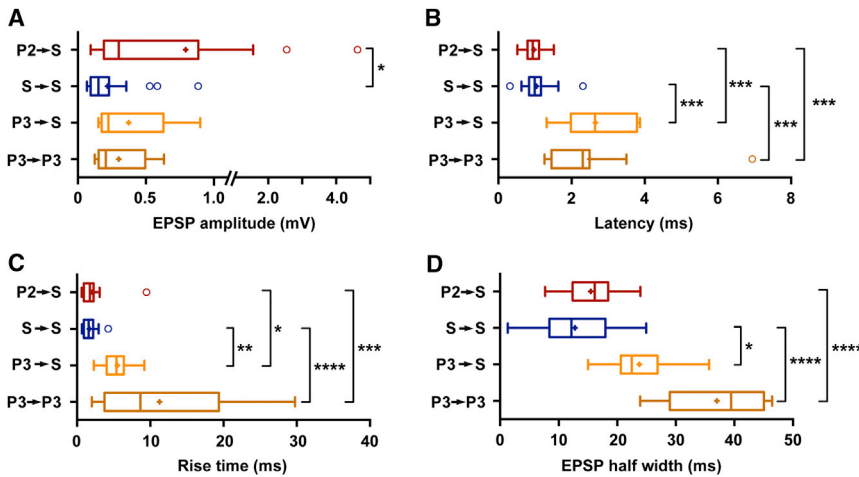 A
P2→S
S→S
P3→S
P3→P3
*
0.0 0.5 1.0 2.0 4.0
EPSP amplitude (mV)
B
P2→S
S→S
P3→S
P3→P3
***
***
***
***
0 2 4 6 8
Latency (ms)
C
P2→S
S→S
P3→S
P3→P3
**
*
****
***
0 10 20 30 40
Rise time (ms)
D
P2→S
S→S
P3→S
P3→P3
*
****
****
0 10 20 30 40 50
EPSP half width (ms)